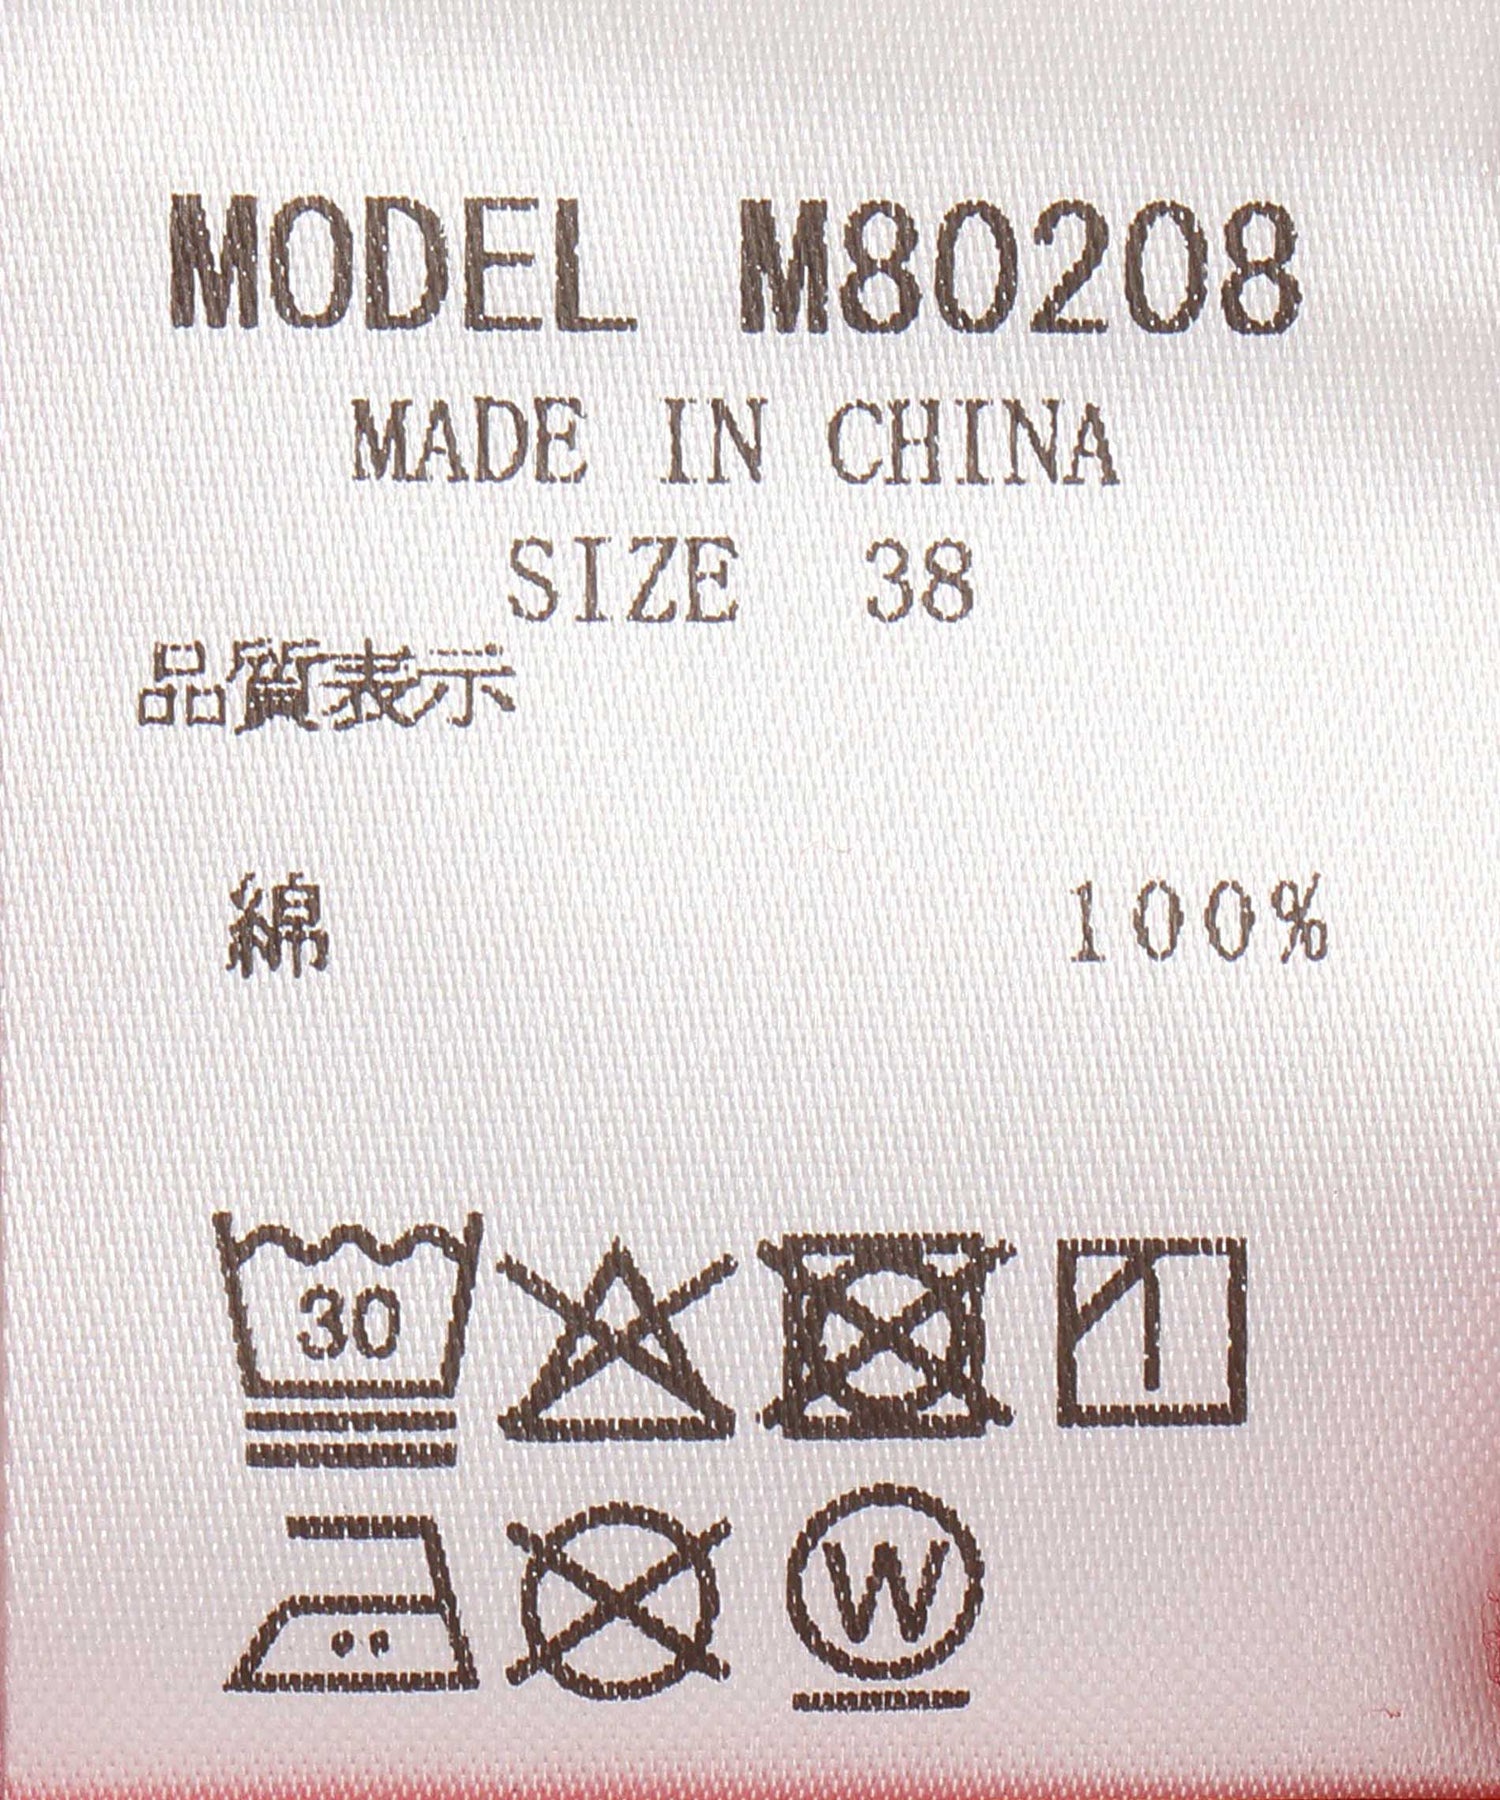 MODEL M80208
MADE IN CHINA
SIZE 38
品質表示
綿 100%
30
W